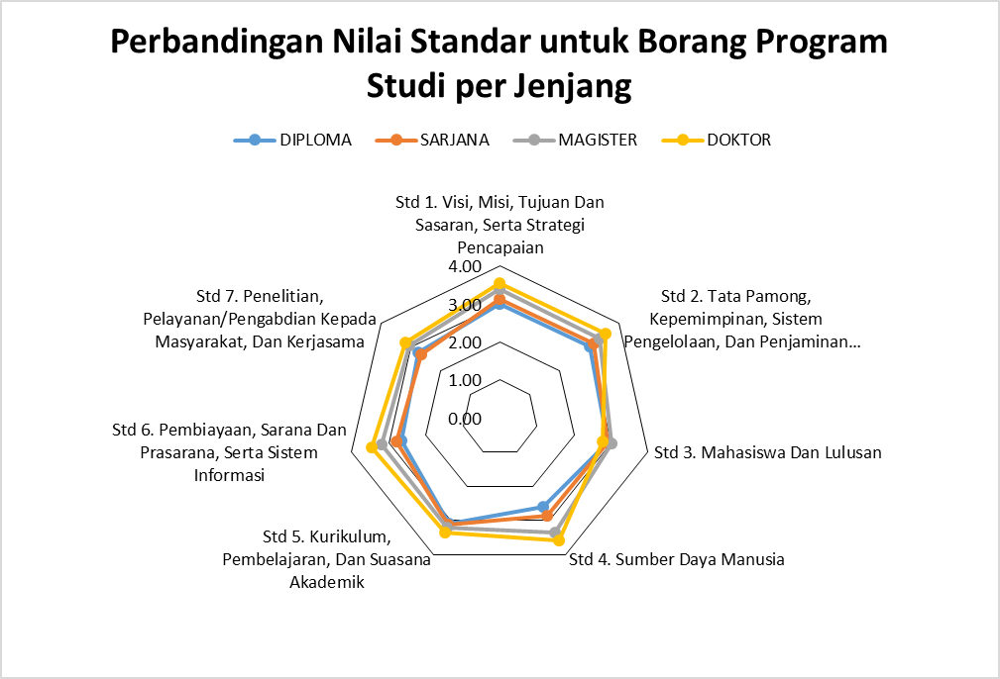 Perbandingan Nilai Standar untuk Borang Program
Studi per Jenjang
DIPLOMA SARJANA MAGISTER DOKTOR
Std 1. Visi, Misi, Tujuan Dan
Sasaran, Serta Strategi
Pencapaian
4.00
3.00
2.00
1.00
0.00
Std 2. Tata Pamong,
Kepemimpinan, Sistem
Pengelolaan, Dan Penjaminan…
Std 3. Mahasiswa Dan Lulusan
Std 4. Sumber Daya Manusia
Std 5. Kurikulum,
Pembelajaran, Dan Suasana
Akademik
Std 6. Pembiayaan, Sarana Dan
Prasarana, Serta Sistem
Informasi
Std 7. Penelitian,
Pelayanan/Pengabdian Kepada
Masyarakat, Dan Kerjasama